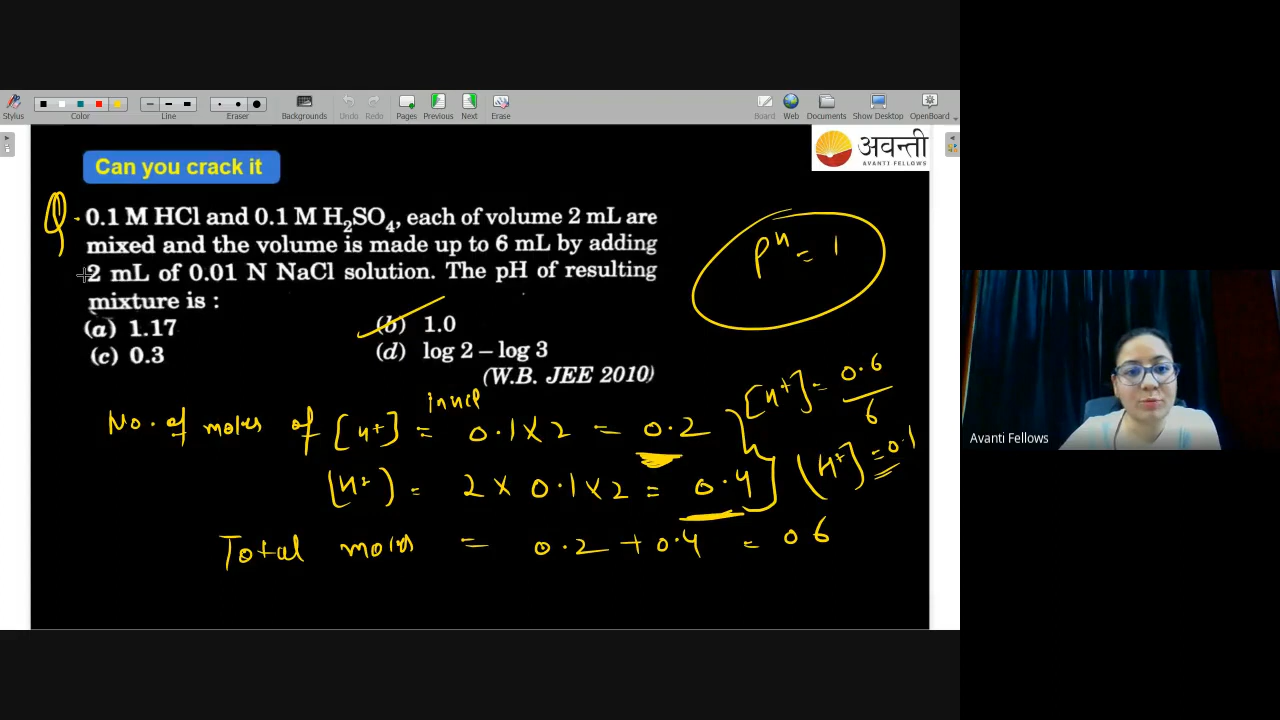 Stylus
Color
Line
Eraser
Backgrounds
Undo
Redo
Pages
Previous
Next
Erase
Board
Web
Documents
Show Desktop
OpenBoard
अवन्ती
AVANTI FELLOWS
Can you crack it
Q. 0.1 M HCl and 0.1 M H₂SO₄, each of volume 2 mL are
mixed and the volume is made up to 6 mL by adding
2 mL of 0.01 N NaCl solution. The pH of resulting
mixture is :
(a) 1.17
(b) 1.0
(c) 0.3
(d) log 2 – log 3
(W.B. JEE 2010)
pH = 1
No. of moles of [H+] = 0.1 × 2 = 0.2
[H+] = 2 × 0.1 × 2 = 0.4
Total moles = 0.2 + 0.4 = 0.6
[H+] = 0.6
6
[H+] = 0.1
Avanti Fellows